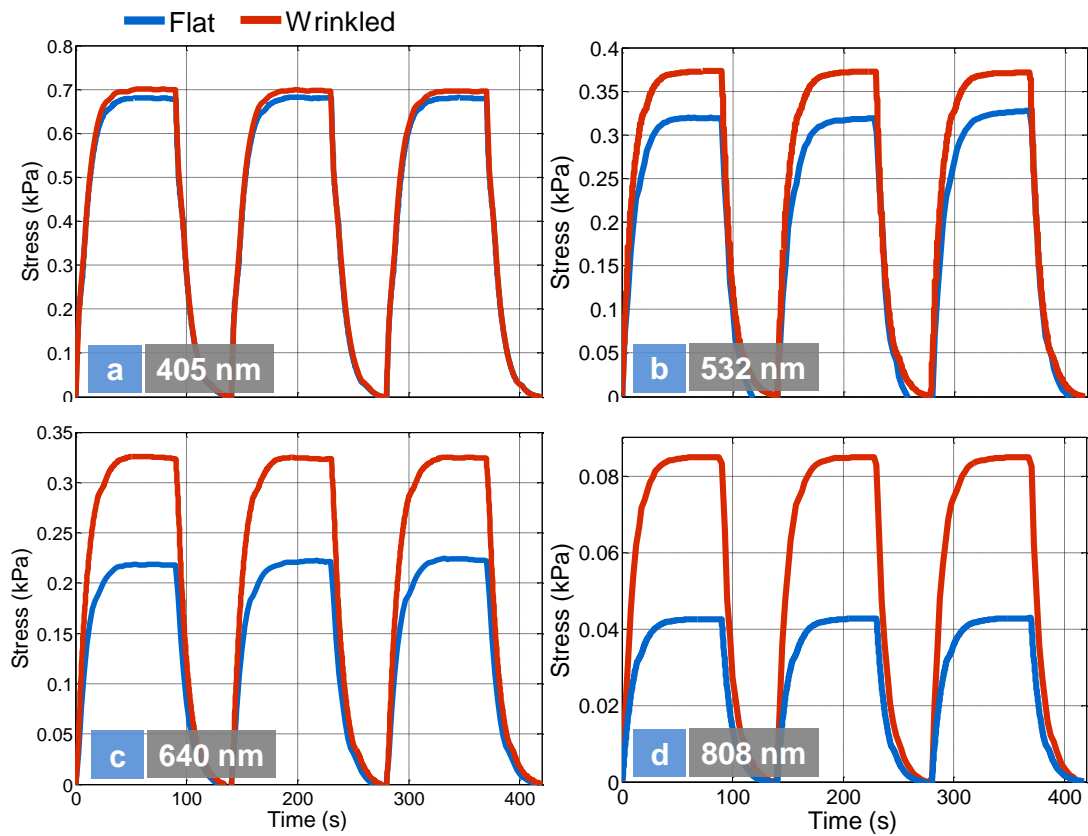 Flat Wrinkled
0.8
0.7
0.6
0.5
0.4
0.3
0.2
0.1
0
Stress (kPa)
a 405 nm
0.4
0.35
0.3
0.25
0.2
0.15
0.1
0.05
0
Stress (kPa)
b 532 nm
0.35
0.3
0.25
0.2
0.15
0.1
0.05
0
Stress (kPa)
c 640 nm
0 100 200 300 400
Time (s)
0.08
0.06
0.04
0.02
0
Stress (kPa)
d 808 nm
0 100 200 300 400
Time (s)